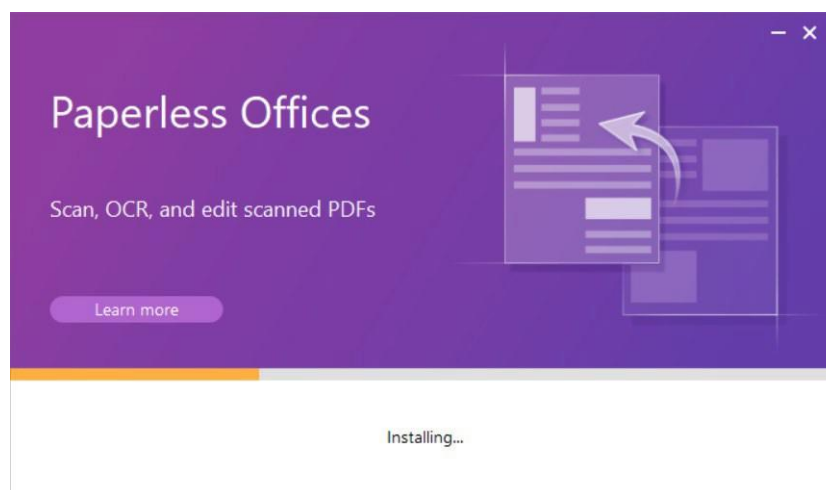 Paperless Offices
Scan, OCR, and edit scanned PDFs
Learn more
Installing...